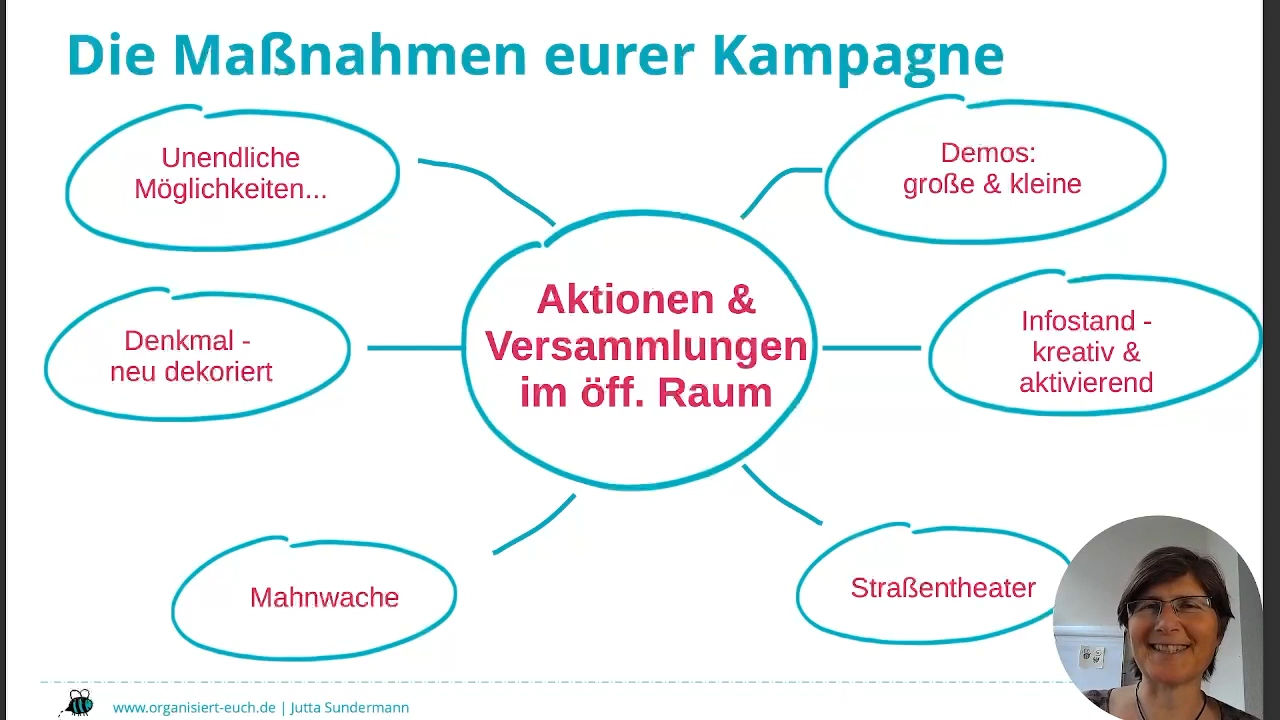 Die Maßnahmen eurer Kampagne
Unendliche
Möglichkeiten...
Demos:
große & kleine
Aktionen &
Versammlungen
im öff. Raum
Denkmal -
neu dekoriert
Infostand -
kreativ &
aktivierend
Mahnwache
Straßentheater
www.organisiert-euch.de | Jutta Sundermann